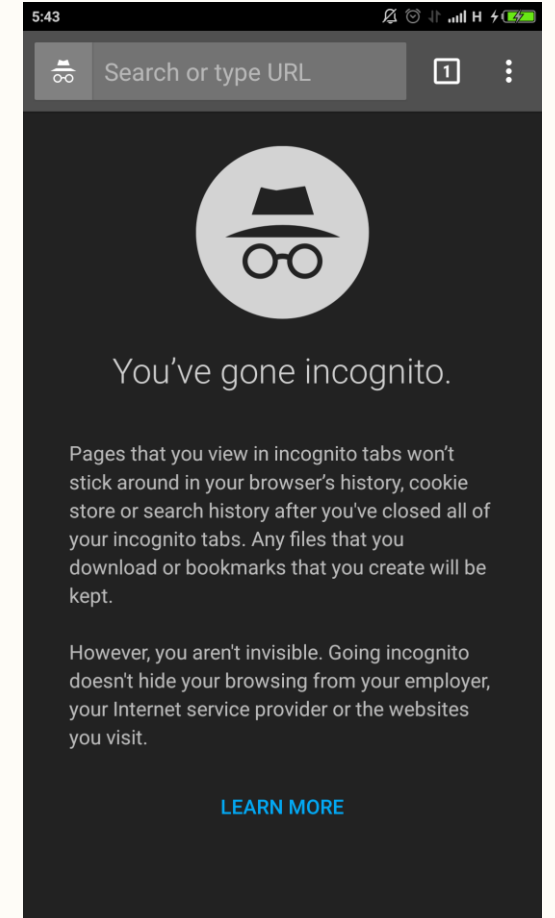 5:43 H
Search or type URL 1
You’ve gone incognito.
Pages that you view in incognito tabs won’t
stick around in your browser’s history, cookie
store or search history after you've closed all of
your incognito tabs. Any files that you
download or bookmarks that you create will be
kept.
However, you aren't invisible. Going incognito
doesn't hide your browsing from your employer,
your Internet service provider or the websites
you visit.
LEARN MORE